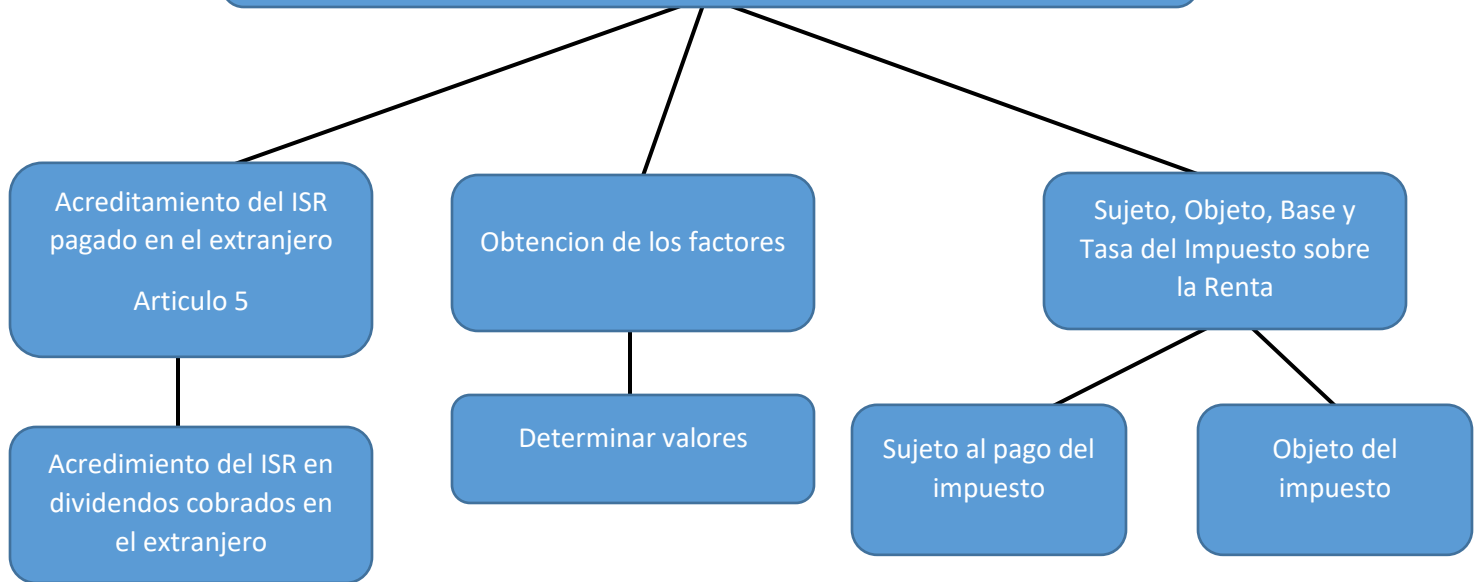 Acreditamiento del ISR
pagado en el extranjero
Articulo 5
Obtencion de los factores
Sujeto, Objeto, Base y
Tasa del Impuesto sobre
la Renta
Acredimiento del ISR en
dividendos cobrados en
el extranjero
Determinar valores
Sujeto al pago del
impuesto
Objeto del
impuesto